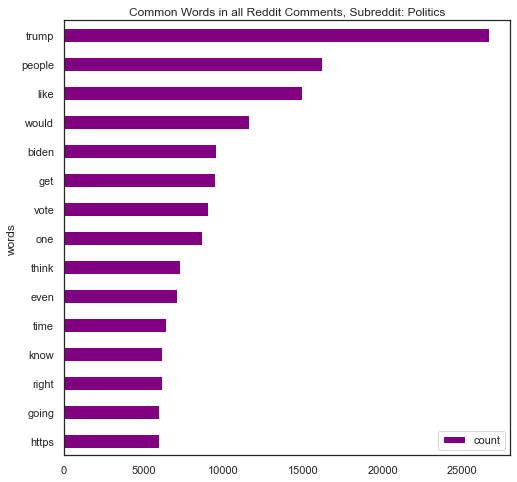 Common Words in all Reddit Comments, Subreddit: Politics
words
trump
people
like
would
biden
get
vote
one
think
even
time
know
right
going
https
count
0 5000 10000 15000 20000 25000